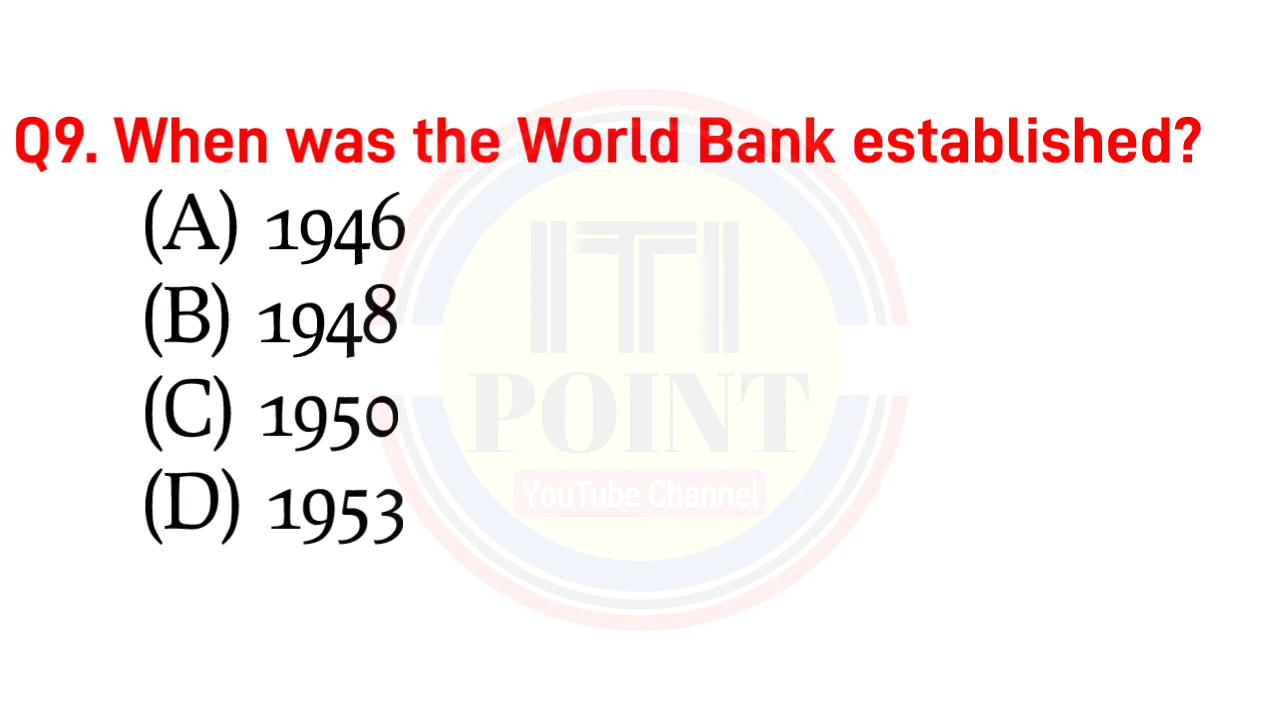 Q9. When was the World Bank established?
(A) 1946
(B) 1948
(C) 1950
(D) 1953
ITI
POINT
YouTube Channel